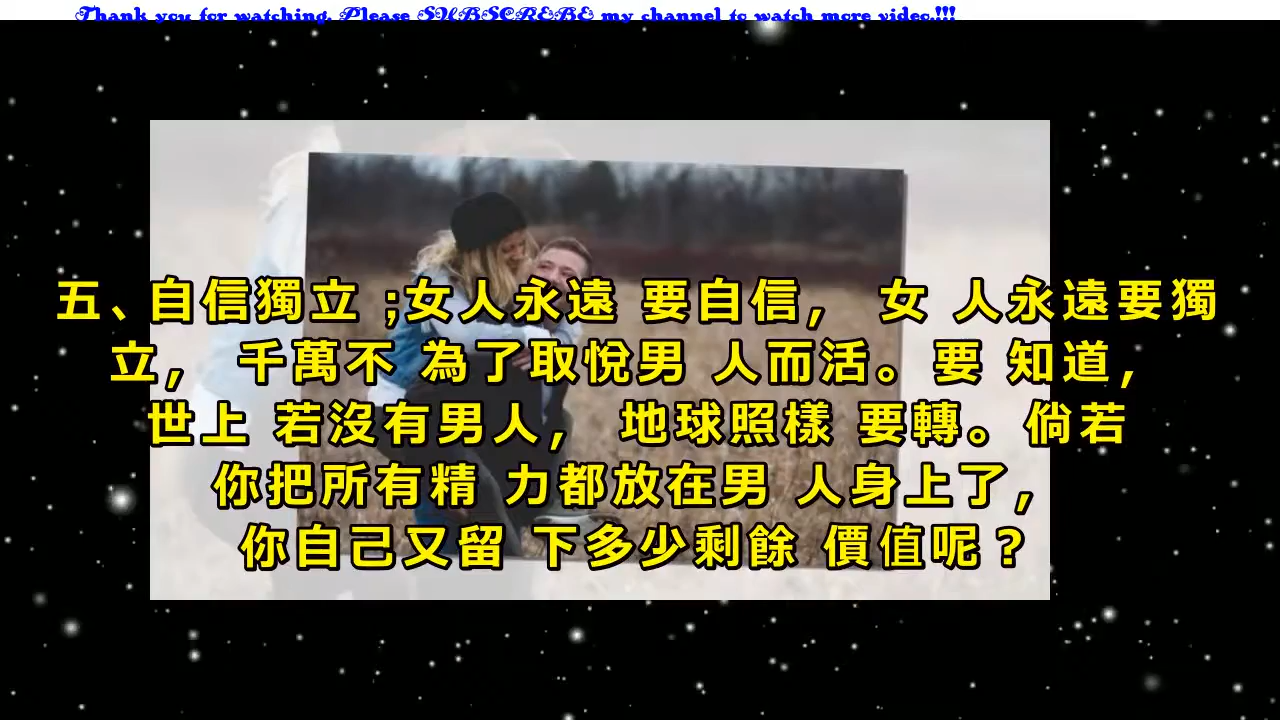 Thank you for watching. Please SUBSCREBE my channel to watch more video.!!!
五、自信獨立 ;女人永遠 要自信， 女 人永遠要獨
立， 千萬不 為了取悅男 人而活。要 知道，
世上 若沒有男人， 地球照樣 要轉。倘若
你把所有精 力都放在男 人身上了，
你自己又留 下多少剩餘 價值呢？